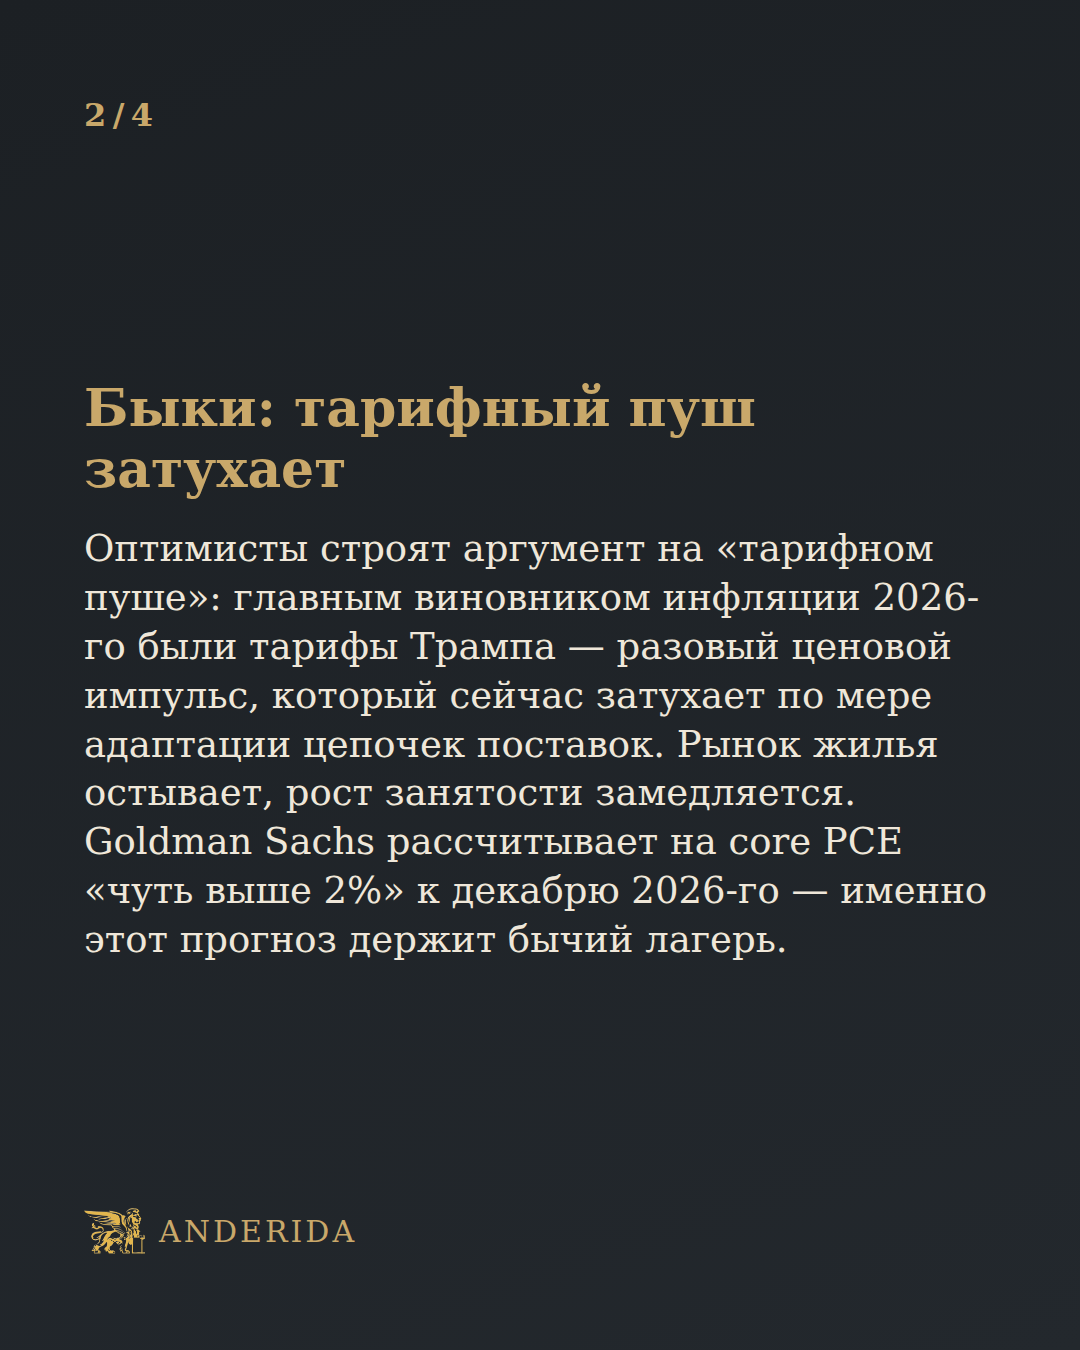 2/4
Быки: тарифный пуш
затухает
Оптимисты строят аргумент на «тарифном
пуше»: главным виновником инфляции 2026-
го были тарифы Трампа — разовый ценовой
импульс, который сейчас затухает по мере
адаптации цепочек поставок. Рынок жилья
остывает, рост занятости замедляется.
Goldman Sachs рассчитывает на core PCE
«чуть выше 2%» к декабрю 2026-го — именно
этот прогноз держит бычий лагерь.
ANDERIDA